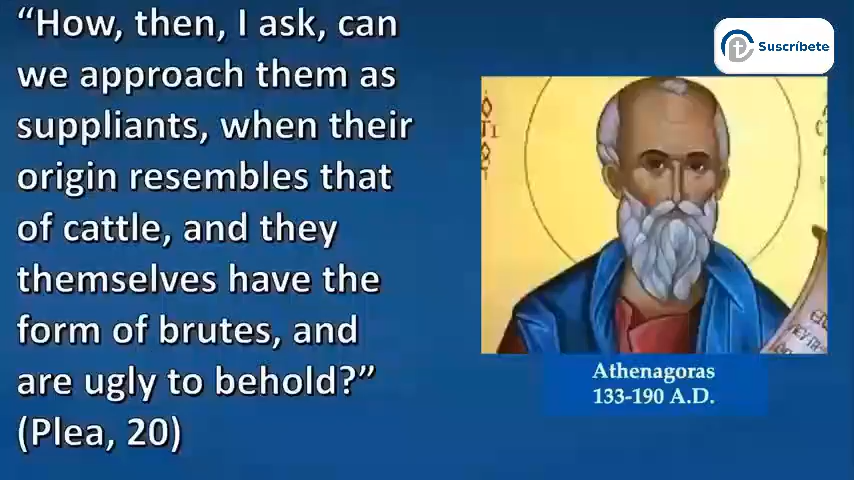 “How, then, I ask, can
we approach them as
suppliants, when their
origin resembles that
of cattle, and they
themselves have the
form of brutes, and
are ugly to behold?”
(Plea, 20)
Suscríbete
Athenagoras
133-190 A.D.